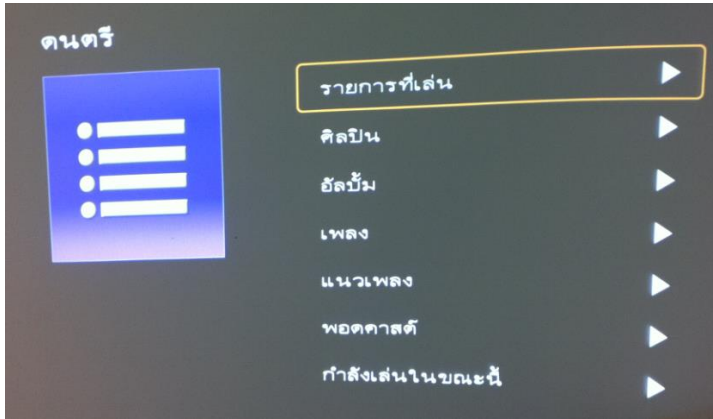 ดนตรี
รายการที่เล่น
ศิลปิน
อัลบั้ม
เพลง
แนวเพลง
พอดคาสต์
กำลังเล่นในขณะนี้